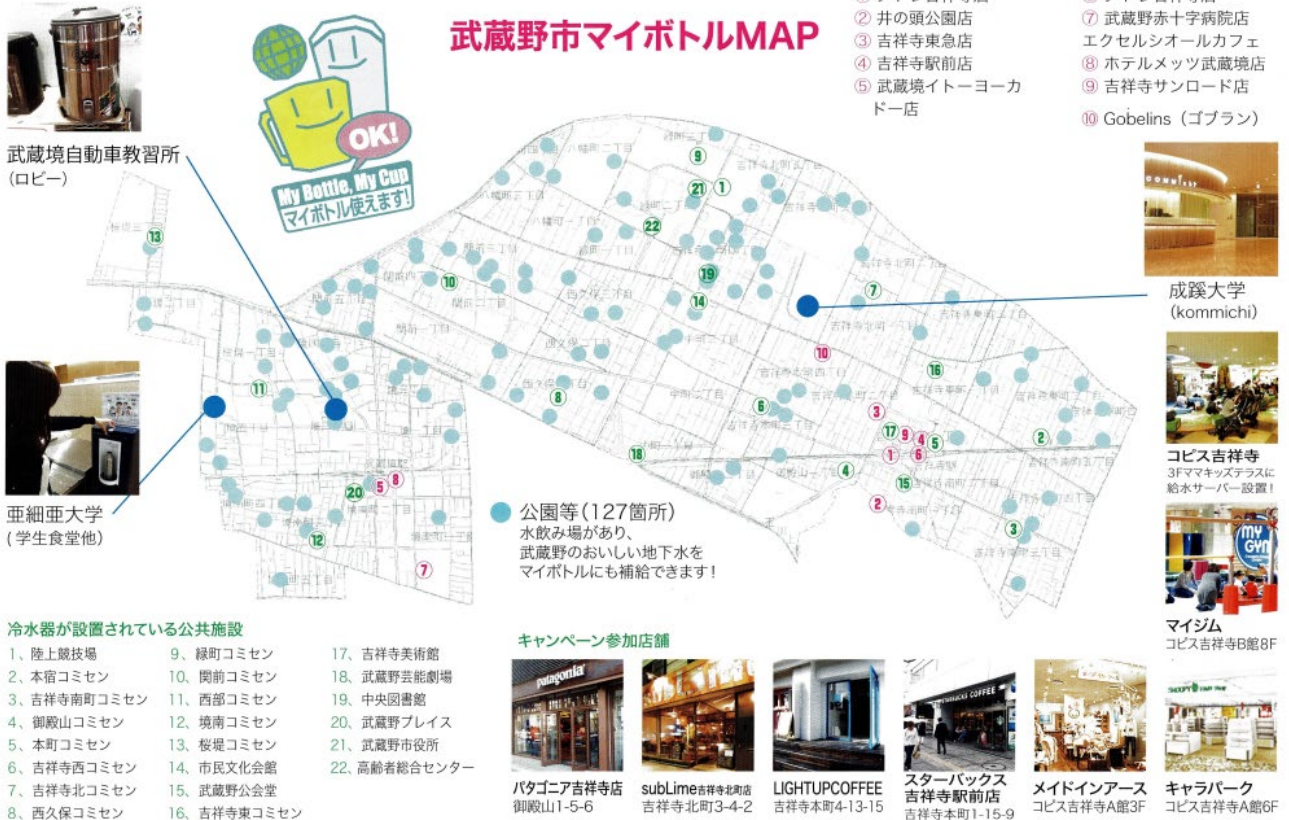 武蔵野市マイボトルMAP
② 井の頭公園店
③ 吉祥寺東急店
④ 吉祥寺駅前店
⑤ 武蔵境イトーヨーカ
ドー店
⑦ 武蔵野赤十字病院店
エクセルシオールカフェ
⑧ ホテルメッツ武蔵境店
⑨ 吉祥寺サンロード店
⑩ Gobelins（ゴブラン）
OK!
My Bottle, My Cup
マイボトル使えます!
武蔵境自動車教習所
(ロビー)
成蹊大学
(kommichi)
コピス吉祥寺
3Fママキッズテラスに
給水サーバー設置！
亜細亜大学
(学生食堂他)
公園等(127箇所)
水飲み場があり、
武蔵野のおいしい地下水を
マイボトルにも補給できます！
MY GYM
マイジム
コピス吉祥寺B館8F
冷水器が設置されている公共施設
1、陸上競技場
2、本宿コミセン
3、吉祥寺南町コミセン
4、御殿山コミセン
5、本町コミセン
6、吉祥寺西コミセン
7、吉祥寺北コミセン
8、西久保コミセン
9、緑町コミセン
10、関前コミセン
11、西部コミセン
12、境南コミセン
13、桜堤コミセン
14、市民文化会館
15、武蔵野公会堂
16、吉祥寺東コミセン
17、吉祥寺美術館
18、武蔵野芸能劇場
19、中央図書館
20、武蔵野プレイス
21、武蔵野市役所
22、高齢者総合センター
キャンペーン参加店舗
patagonia
STARBUCKS COFFEE
パタゴニア吉祥寺店
御殿山1-5-6
subLime吉祥寺北町店
吉祥寺北町3-4-2
LIGHTUPCOFFEE
吉祥寺本町4-13-15
スターバックス
吉祥寺駅前店
吉祥寺本町1-15-9
メイドインアース
コピス吉祥寺A館3F
キャラパーク
コピス吉祥寺A館6F